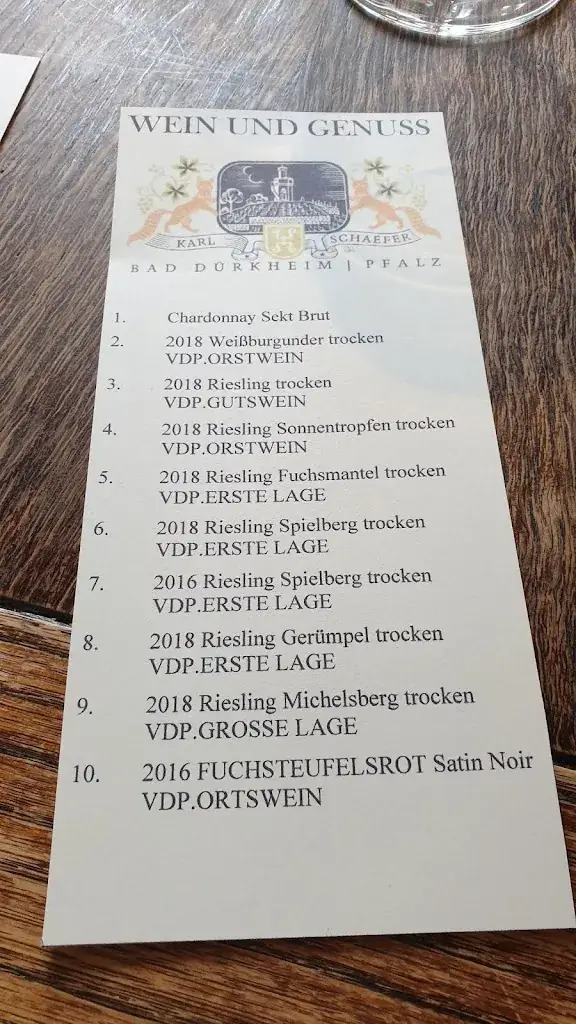 WEIN UND GENUSS
KARL SCHAEFER
BAD DÜRKHEIM | PFALZ
1. Chardonnay Sekt Brut
2. 2018 Weißburgunder trocken
VDP.ORSTWEIN
3. 2018 Riesling trocken
VDP.GUTSWEIN
4. 2018 Riesling Sonnentropfen trocken
VDP.ORSTWEIN
5. 2018 Riesling Fuchsmantel trocken
VDP.ERSTE LAGE
6. 2018 Riesling Spielberg trocken
VDP.ERSTE LAGE
7. 2016 Riesling Spielberg trocken
VDP.ERSTE LAGE
8. 2018 Riesling Gerümpel trocken
VDP.ERSTE LAGE
9. 2018 Riesling Michelsberg trocken
VDP.GROSSE LAGE
10. 2016 FUCHSTEUFELSROT Satin Noir
VDP.ORTSWEIN